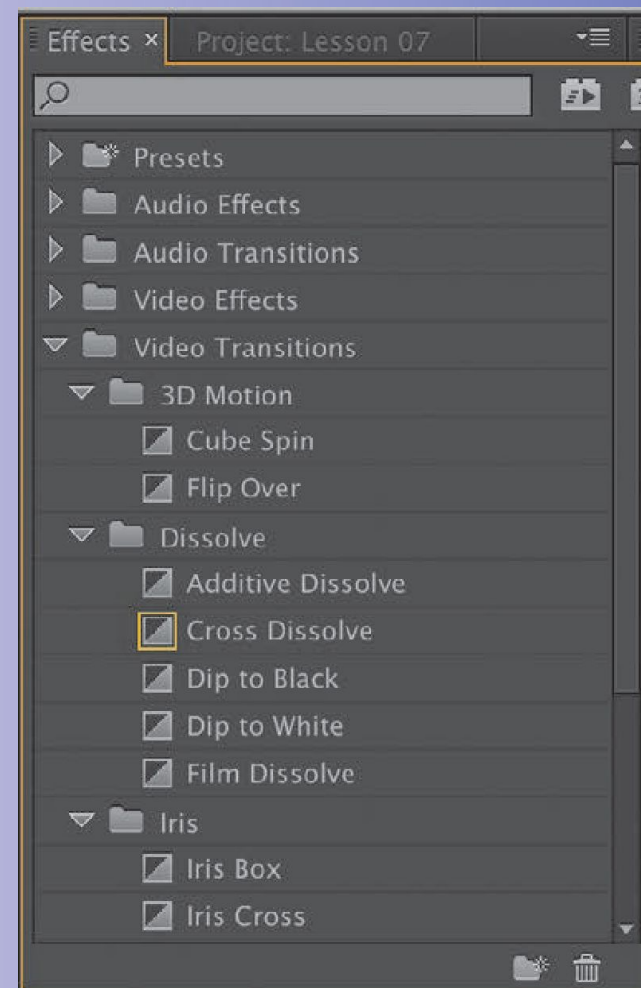 Effects × Project: Lesson 07
Presets
Audio Effects
Audio Transitions
Video Effects
Video Transitions
3D Motion
Cube Spin
Flip Over
Dissolve
Additive Dissolve
Cross Dissolve
Dip to Black
Dip to White
Film Dissolve
Iris
Iris Box
Iris Cross